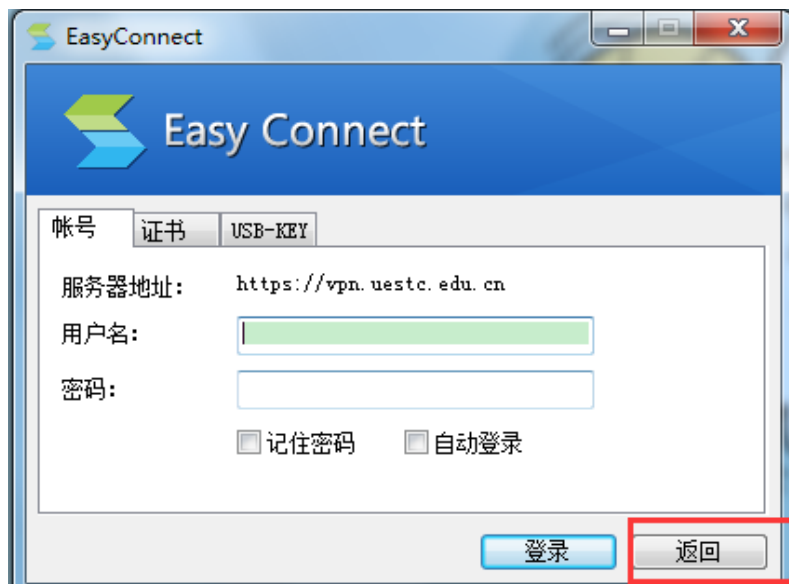 EasyConnect
Easy Connect
帐号 证书 USB-KEY
服务器地址: https://vpn.uestc.edu.cn
用户名:
密码:
记住密码 自动登录
登录 返回